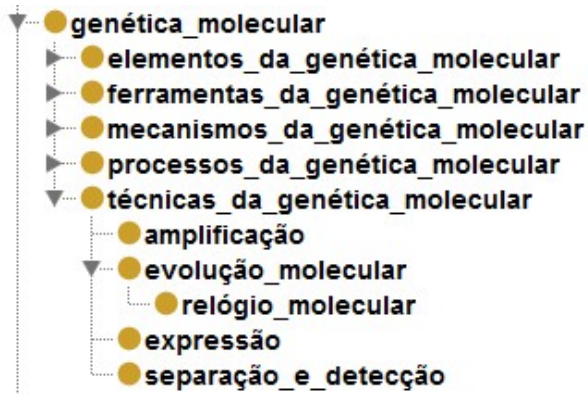 genética_molecular
elementos_da_genética_molecular
ferramentas_da_genética_molecular
mecanismos_da_genética_molecular
processos_da_genética_molecular
técnicas_da_genética_molecular
amplificação
evolução_molecular
relógio_molecular
expressão
separação_e_detecção